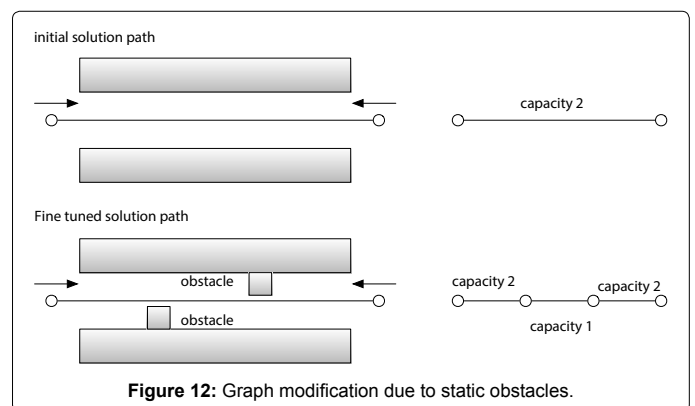 initial solution path
capacity 2
Fine tuned solution path
obstacle
obstacle
capacity 2
capacity 2
capacity 1
Figure 12: Graph modification due to static obstacles.